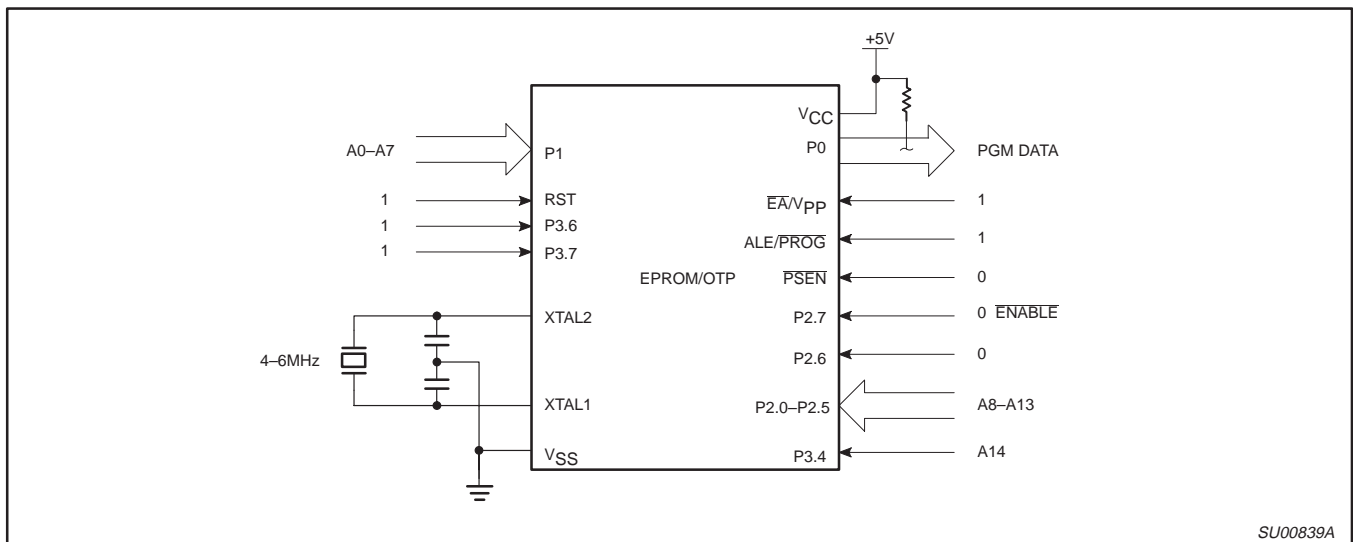 +5V
VCC
A0–A7
P1
P0
PGM DATA
1
RST
EA/VPP
1
1
P3.6
1
P3.7
ALE/PROG
1
EPROM/OTP
PSEN
0
XTAL2
P2.7
0 ENABLE
4–6MHz
P2.6
0
XTAL1
P2.0–P2.5
A8–A13
VSS
P3.4
A14
SU00839A